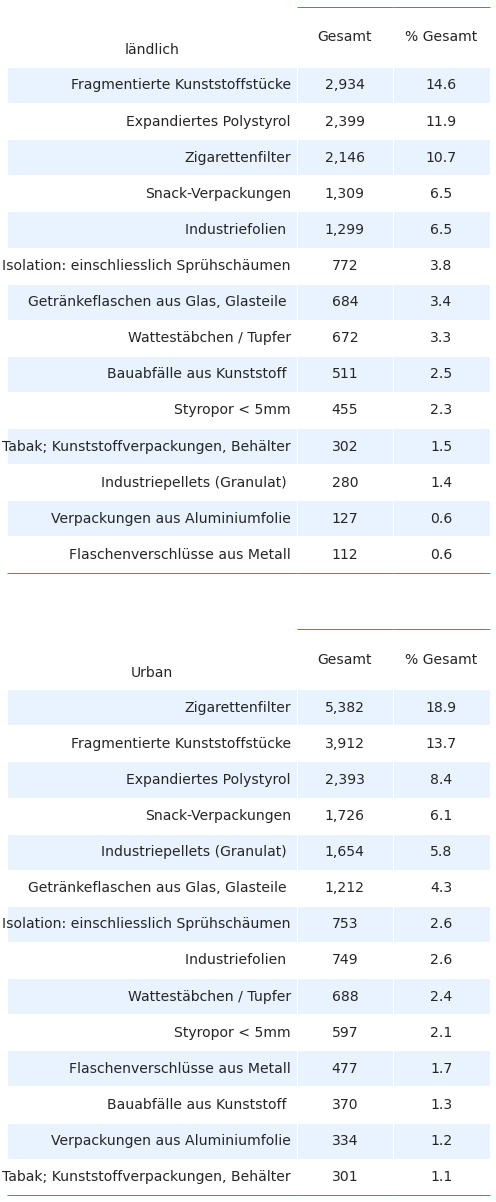 Gesamt % Gesamt
ländlich
Fragmentierte Kunststoffstücke 2,934 14.6
Expandiertes Polystyrol 2,399 11.9
Zigarettenfilter 2,146 10.7
Snack-Verpackungen 1,309 6.5
Industriefolien 1,299 6.5
Isolation: einschliesslich Sprühschäumen 772 3.8
Getränkeflaschen aus Glas, Glasteile 684 3.4
Wattestäbchen / Tupfer 672 3.3
Bauabfälle aus Kunststoff 511 2.5
Styropor < 5mm 455 2.3
Tabak; Kunststoffverpackungen, Behälter 302 1.5
Industriepellets (Granulat) 280 1.4
Verpackungen aus Aluminiumfolie 127 0.6
Flaschenverschlüsse aus Metall 112 0.6
Gesamt % Gesamt
Urban
Zigarettenfilter 5,382 18.9
Fragmentierte Kunststoffstücke 3,912 13.7
Expandiertes Polystyrol 2,393 8.4
Snack-Verpackungen 1,726 6.1
Industriepellets (Granulat) 1,654 5.8
Getränkeflaschen aus Glas, Glasteile 1,212 4.3
Isolation: einschliesslich Sprühschäumen 753 2.6
Industriefolien 749 2.6
Wattestäbchen / Tupfer 688 2.4
Styropor < 5mm 597 2.1
Flaschenverschlüsse aus Metall 477 1.7
Bauabfälle aus Kunststoff 370 1.3
Verpackungen aus Aluminiumfolie 334 1.2
Tabak; Kunststoffverpackungen, Behälter 301 1.1